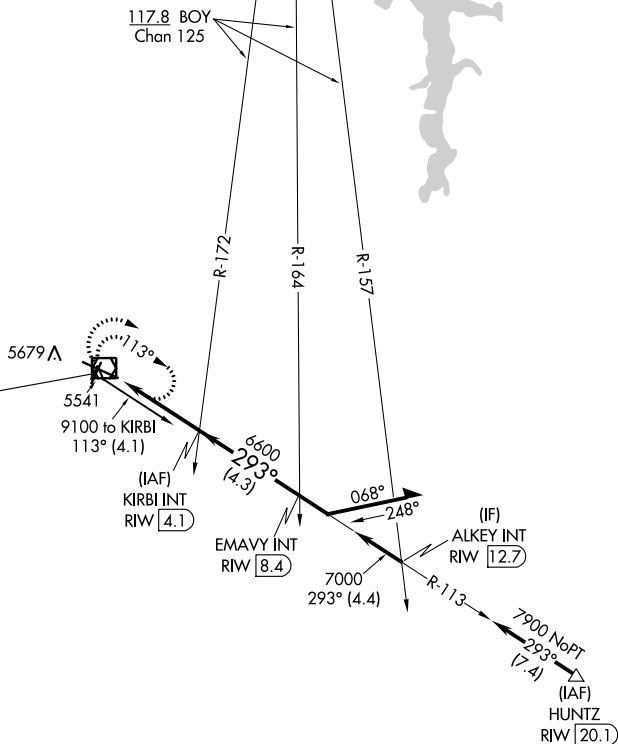 117.8 BOY
Chan 125
R-172
R-164
R-157
113°
5679
5541
9100 to KIRBI
113° (4.1)
(IAF)
KIRBI INT
RIW 4.1
6600
293°
(4.3)
068°
248°
EMAVY INT
RIW 8.4
(IF)
ALKEY INT
RIW 12.7
7000
293° (4.4)
R-113
7900 NoPT
293°
(7.4)
(IAF)
HUNTZ
RIW 20.1